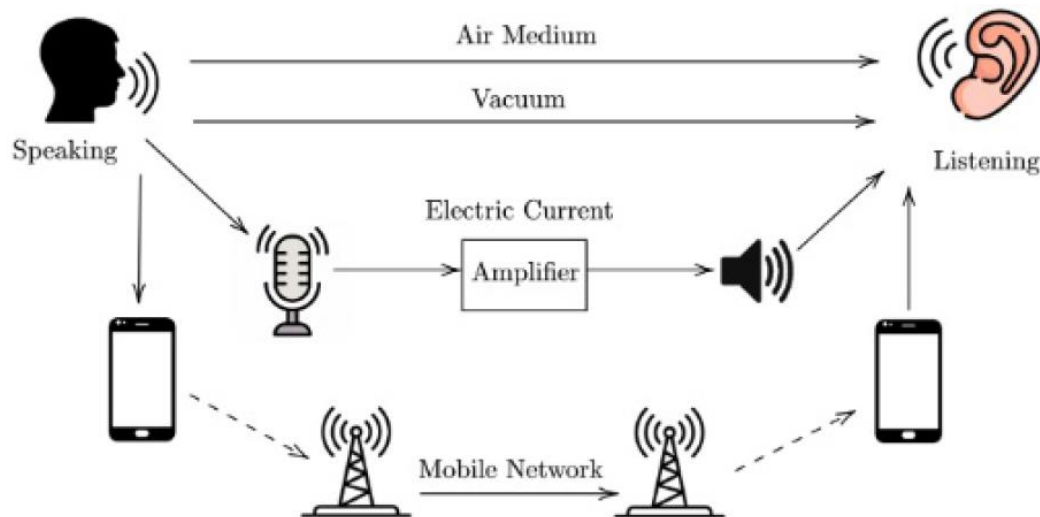 Air Medium
Vacuum
Speaking
Listening
Electric Current
Amplifier
Mobile Network